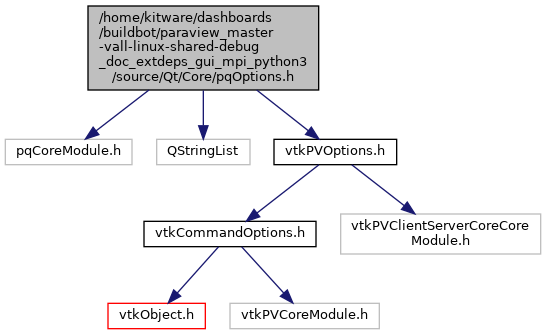 /home/kitware/dashboards
/buildbot/paraview_master
-vall-linux-shared-debug
_doc_extdeps_gui_mpi_python3
/source/Qt/Core/pqOptions.h
pqCoreModule.h
QStringList
vtkPVOptions.h
vtkCommandOptions.h
vtkPVClientServerCoreCore
Module.h
vtkObject.h
vtkPVCoreModule.h